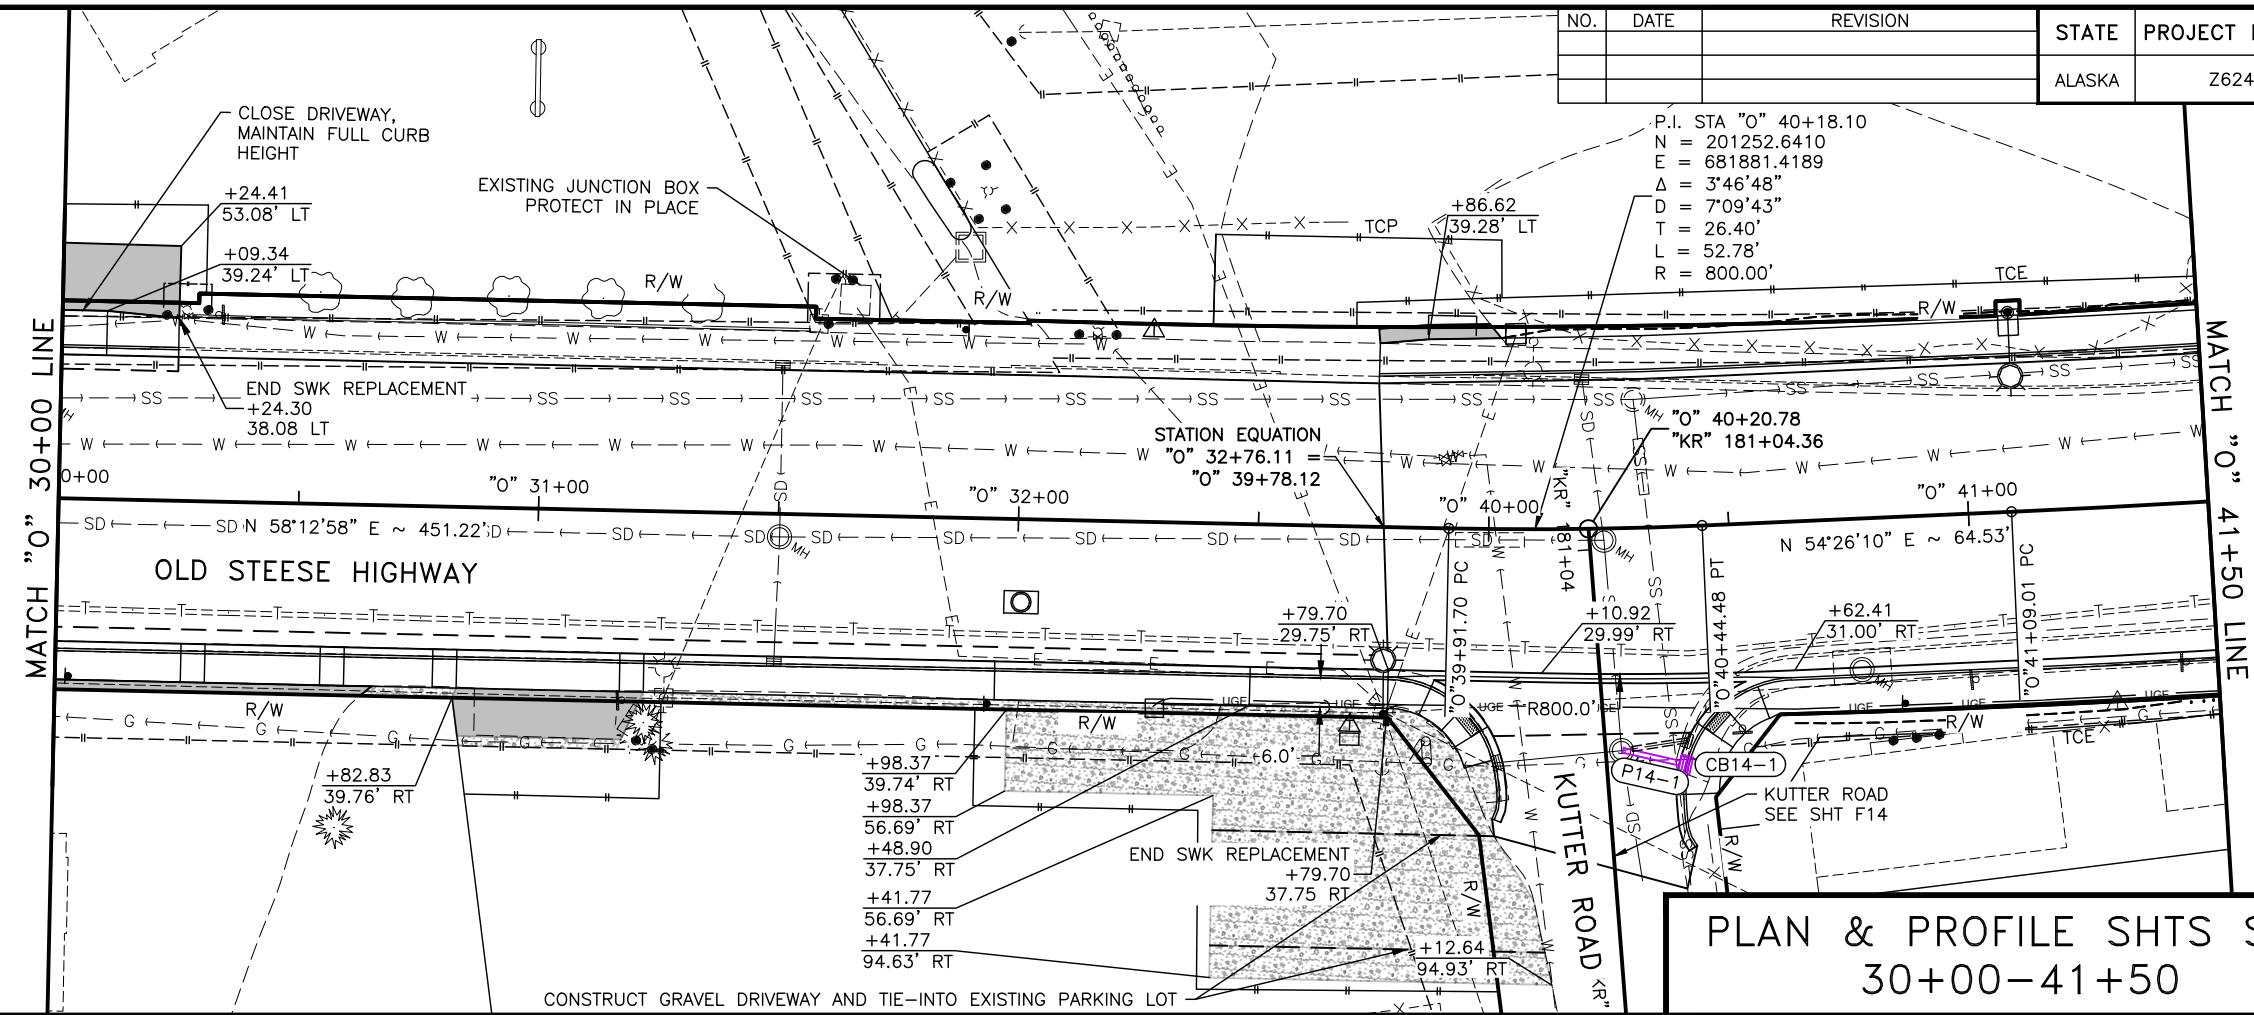 NO. DATE REVISION
STATE PROJECT
ALASKA Z624
CLOSE DRIVEWAY,
MAINTAIN FULL CURB
HEIGHT
+24.41
53.08' LT
+09.34
39.24' LT
EXISTING JUNCTION BOX
PROTECT IN PLACE
R/W
R/W
TCP
+86.62
39.28' LT
P.I. STA "O" 40+18.10
N = 201252.6410
E = 681881.4189
Δ = 3°46'48"
D = 7°09'43"
T = 26.40'
L = 52.78'
R = 800.00'
TCE
R/W
MATCH "O" 30+00 LINE
MATCH "O" 41+50 LINE
END SWK REPLACEMENT
+24.30
38.08 LT
STATION EQUATION
"O" 32+76.11 =
"O" 39+78.12
"O" 40+20.78
"KR" 181+04.36
0+00
"O" 31+00
"O" 32+00
"O" 40+00
"O" 41+00
"KR" 181+04
N 58°12'58" E ~ 451.22'
N 54°26'10" E ~ 64.53'
OLD STEESE HIGHWAY
+79.70
29.75' RT
"O" 39+91.70 PC
+10.92
29.99' RT
"O" 40+44.48 PT
+62.41
31.00' RT
"O" 41+09.01 PC
R/W
R/W
R800.0'
R/W
TCE
6.0'
+82.83
39.76' RT
+98.37
39.74' RT
+98.37
56.69' RT
+48.90
37.75' RT
+41.77
56.69' RT
+41.77
94.63' RT
END SWK REPLACEMENT
+79.70
37.75 RT
P14-1
CB14-1
KUTTER ROAD
SEE SHT F14
KUTTER ROAD "KR"
R/W
R/W
+12.64
94.93' RT
CONSTRUCT GRAVEL DRIVEWAY AND TIE-INTO EXISTING PARKING LOT
PLAN & PROFILE SHTS
30+00-41+50